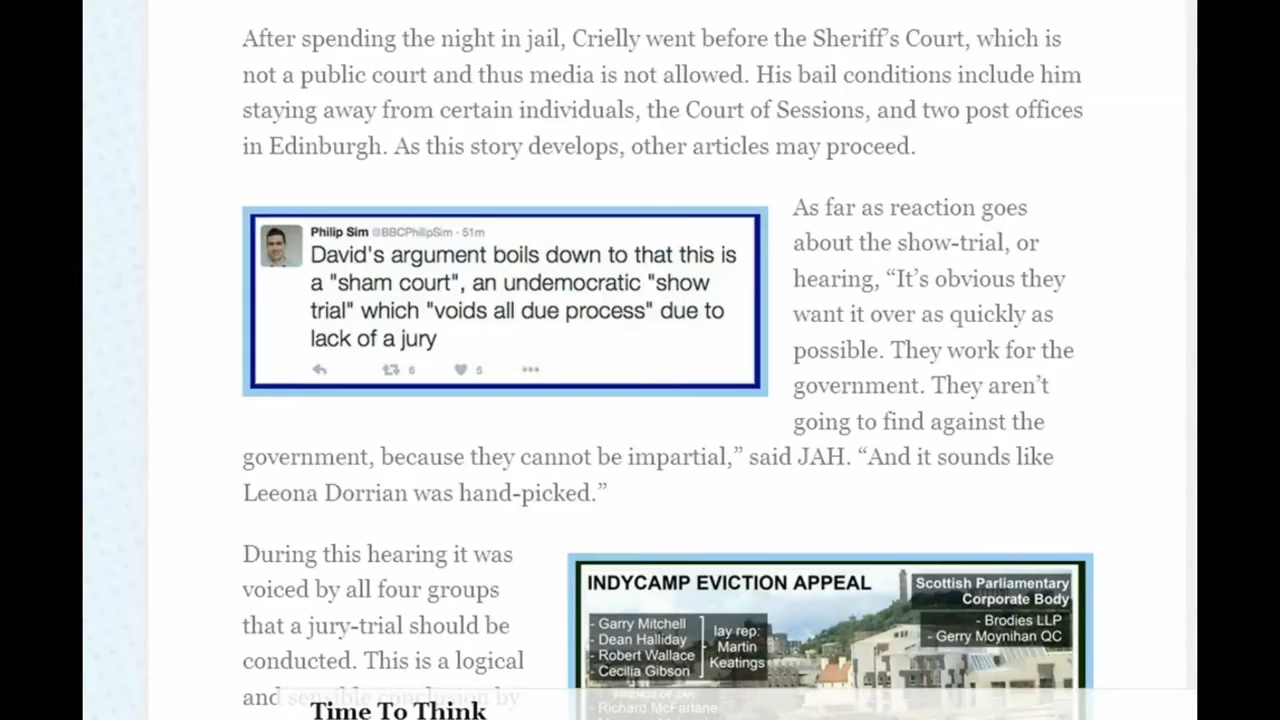 After spending the night in jail, Crielly went before the Sheriff's Court, which is
not a public court and thus media is not allowed. His bail conditions include him
staying away from certain individuals, the Court of Sessions, and two post offices
in Edinburgh. As this story develops, other articles may proceed.
Philip Sim @BBCPhilipSim · 51m
David's argument boils down to that this is
a "sham court", an undemocratic "show
trial" which "voids all due process" due to
lack of a jury
6 5
As far as reaction goes
about the show-trial, or
hearing, “It’s obvious they
want it over as quickly as
possible. They work for the
government. They aren’t
going to find against the
government, because they cannot be impartial,” said JAH. “And it sounds like
Leeona Dorrian was hand-picked.”
During this hearing it was
voiced by all four groups
that a jury-trial should be
conducted. This is a logical
and sensible conclusion by
INDYCAMP EVICTION APPEAL
- Garry Mitchell
- Dean Halliday
- Robert Wallace
- Cecilia Gibson
lay rep:
Martin
Keatings
Scottish Parliamentary
Corporate Body
- Brodies LLP
- Gerry Moynihan QC
- Richard McFarlane
Time To Think